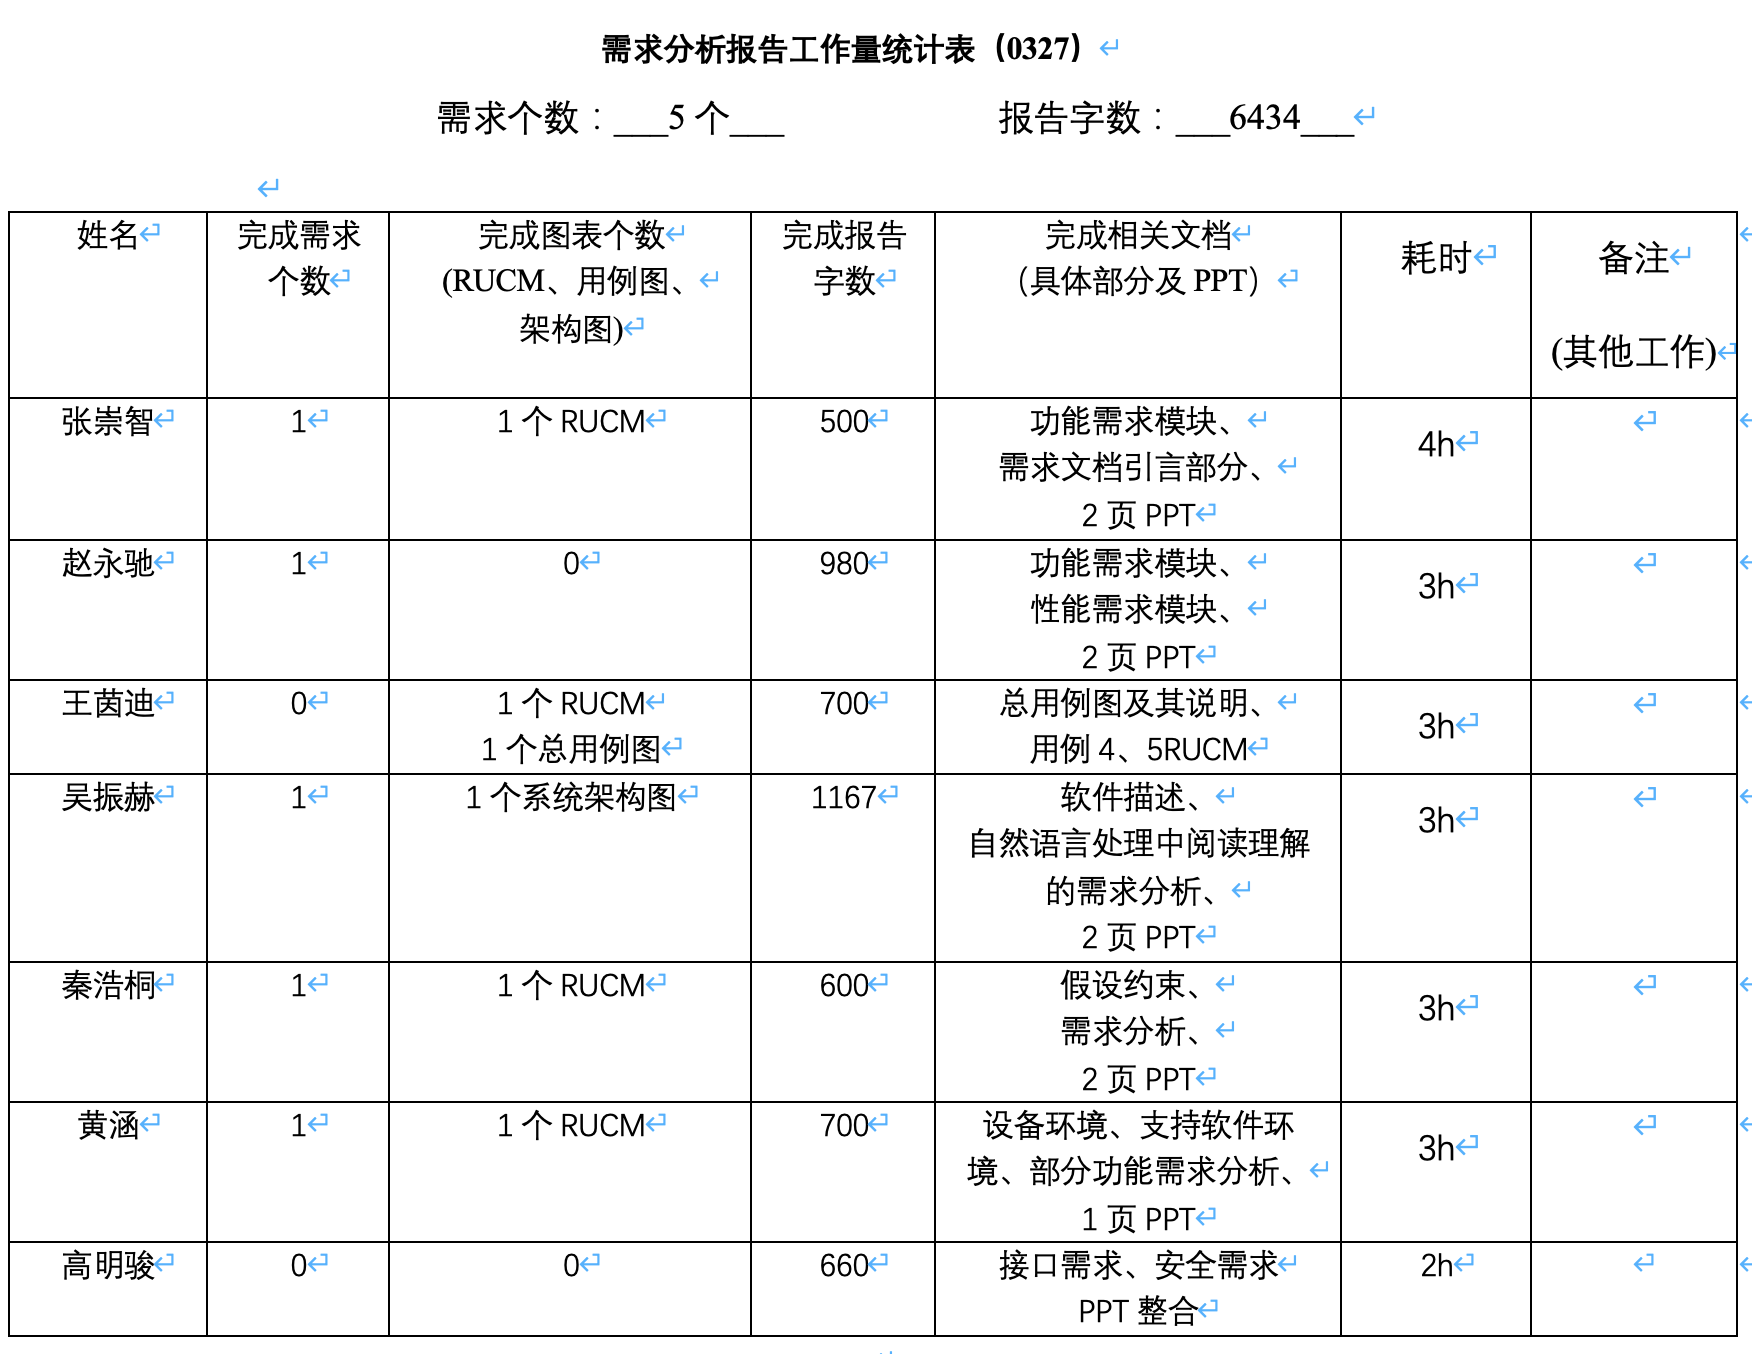 需求分析报告工作量统计表（0327）
需求个数：___5 个___ 报告字数：___6434___
姓名 完成需求个数 完成图表个数 (RUCM、用例图、架构图) 完成报告字数 完成相关文档 （具体部分及 PPT） 耗时 备注 (其他工作)
张崇智 1 1 个 RUCM 500 功能需求模块、 需求文档引言部分、 2 页 PPT 4h
赵永驰 1 0 980 功能需求模块、 性能需求模块、 2 页 PPT 3h
王茵迪 0 1 个 RUCM 1 个总用例图 700 总用例图及其说明、 用例 4、5RUCM 3h
吴振赫 1 1 个系统架构图 1167 软件描述、 自然语言处理中阅读理解的需求分析、 2 页 PPT 3h
秦浩桐 1 1 个 RUCM 600 假设约束、 需求分析、 2 页 PPT 3h
黄涵 1 1 个 RUCM 700 设备环境、支持软件环境、部分功能需求分析、 1 页 PPT 3h
高明骏 0 0 660 接口需求、安全需求 PPT 整合 2h